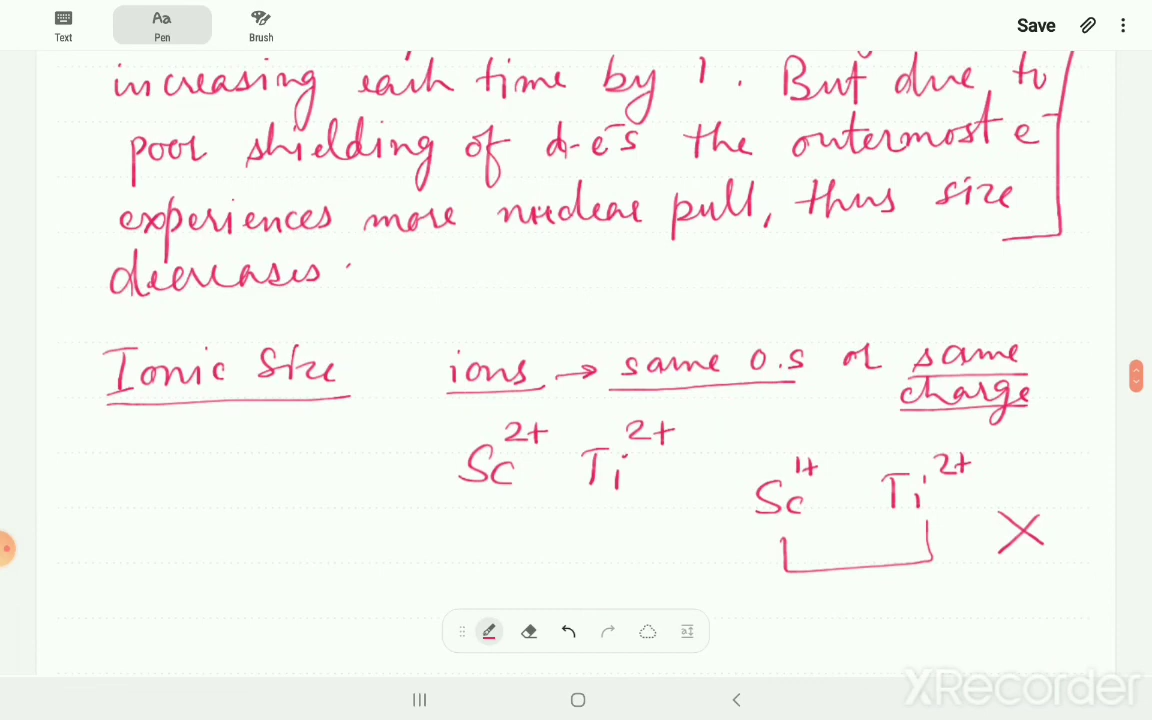 Text
Aa
Pen
Brush
Save
increasing each time by 1. But due to
poor shielding of d-e⁻s the outermost e⁻
experiences more nuclear pull, thus size
decreases.
Ionic Size ions → same O.S or same charge
Sc²⁺ Ti²⁺
Sc¹⁺ Ti²⁺ X
XRecorder